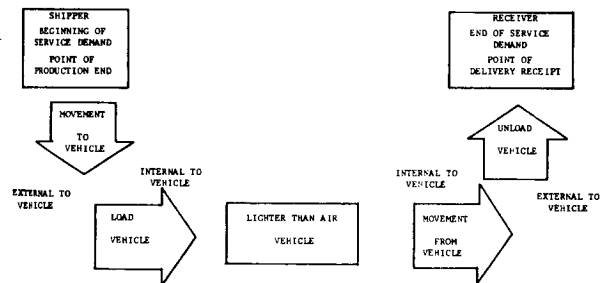 SHIPPER
BEGINNING OF
SERVICE DEMAND
POINT OF
PRODUCTION END
RECEIVER
END OF SERVICE
DEMAND
POINT OF
DELIVERY RECEIPT
MOVEMENT
TO
VEHICLE
UNLOAD
VEHICLE
EXTERNAL TO
VEHICLE
INTERNAL TO
VEHICLE
INTERNAL TO
VEHICLE
EXTERNAL TO
VEHICLE
LOAD
VEHICLE
LIGHTER THAN AIR
VEHICLE
MOVEMENT
FROM
VEHICLE